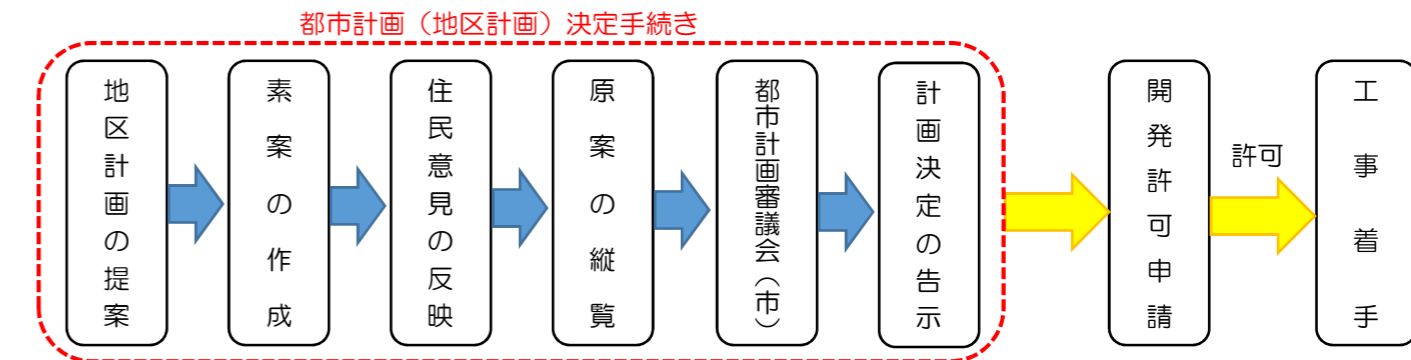 都市計画（地区計画）決定手続き
地区計画の提案
素案の作成
住民意見の反映
原案の縦覧
都市計画審議会（市）
計画決定の告示
開発許可申請
許可
工事着手